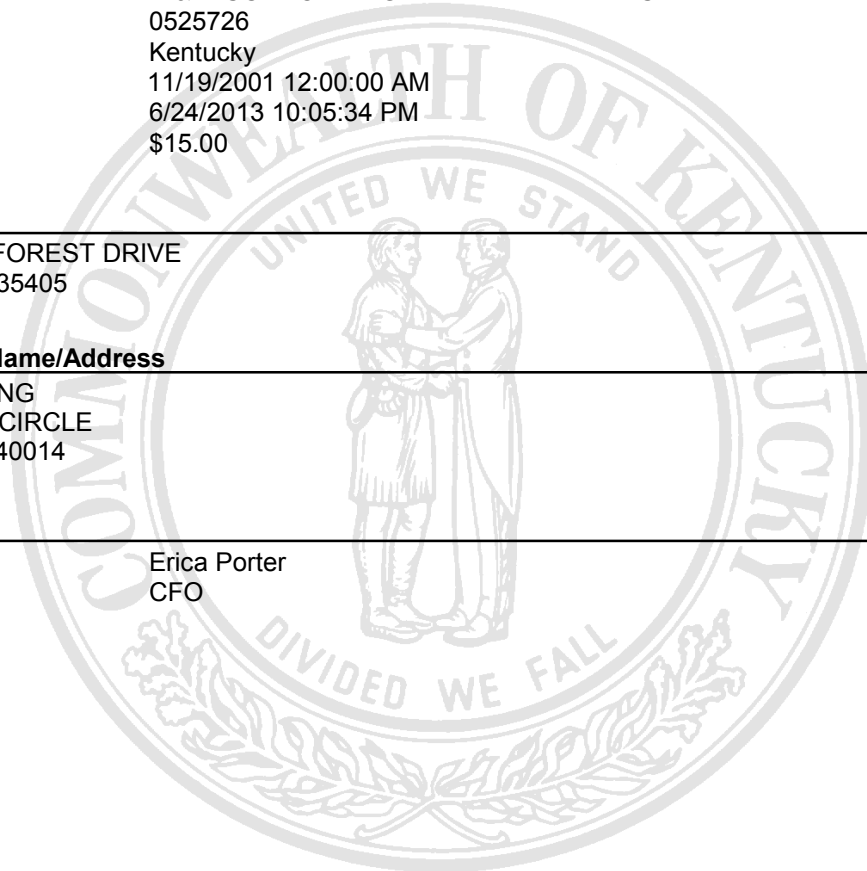 0525726
Kentucky
11/19/2001 12:00:00 AM
6/24/2013 10:05:34 PM
$15.00
COMMONWEALTH OF KENTUCKY
UNITED WE STAND
FOREST DRIVE
35405
Name/Address
NG
CIRCLE
40014
Erica Porter
CFO
DIVIDED WE FALL